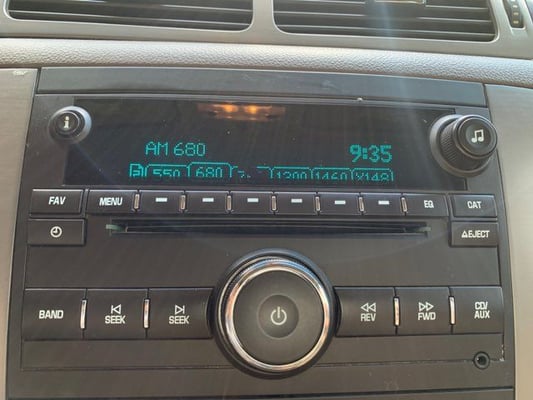 AM 680 9:35
550 680 1200 1460 X148
FAV MENU EQ CAT
EJECT
BAND SEEK SEEK REV FWD CD/
AUX